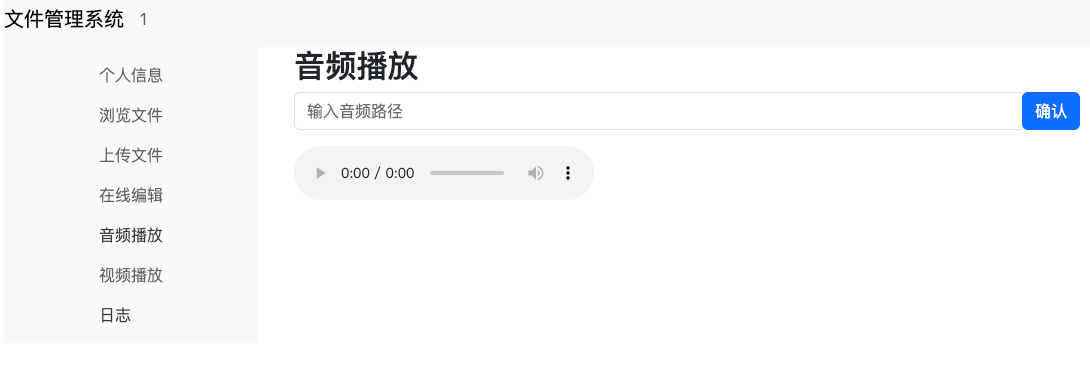 文件管理系统 1
个人信息
浏览文件
上传文件
在线编辑
音频播放
视频播放
日志
音频播放
输入音频路径 确认
0:00 / 0:00